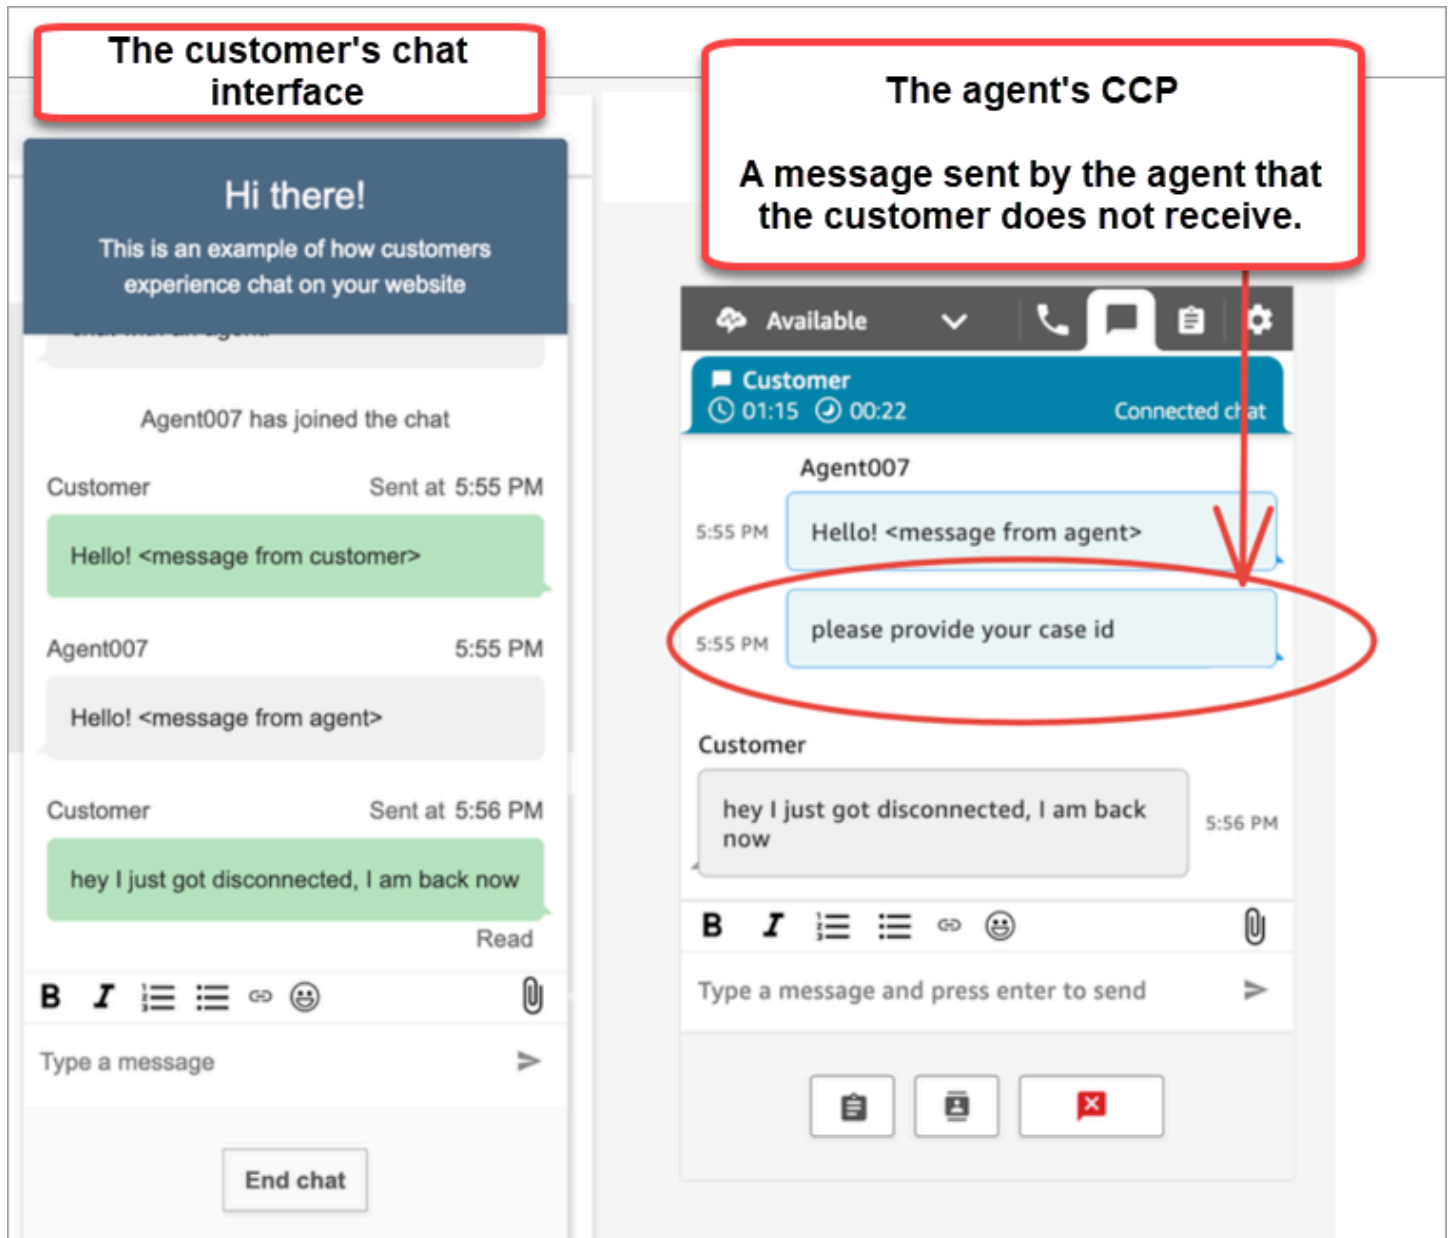 The customer's chat
interface
Hi there!
This is an example of how customers
experience chat on your website
Agent007 has joined the chat
Customer Sent at 5:55 PM
Hello! <message from customer>
Agent007 5:55 PM
Hello! <message from agent>
Customer Sent at 5:56 PM
hey I just got disconnected, I am back now
Read
B I
Type a message
End chat
The agent's CCP
A message sent by the agent that
the customer does not receive.
Available
Customer
01:15 00:22 Connected chat
Agent007
5:55 PM Hello! <message from agent>
5:55 PM please provide your case id
Customer
hey I just got disconnected, I am back
now
5:56 PM
B I
Type a message and press enter to send